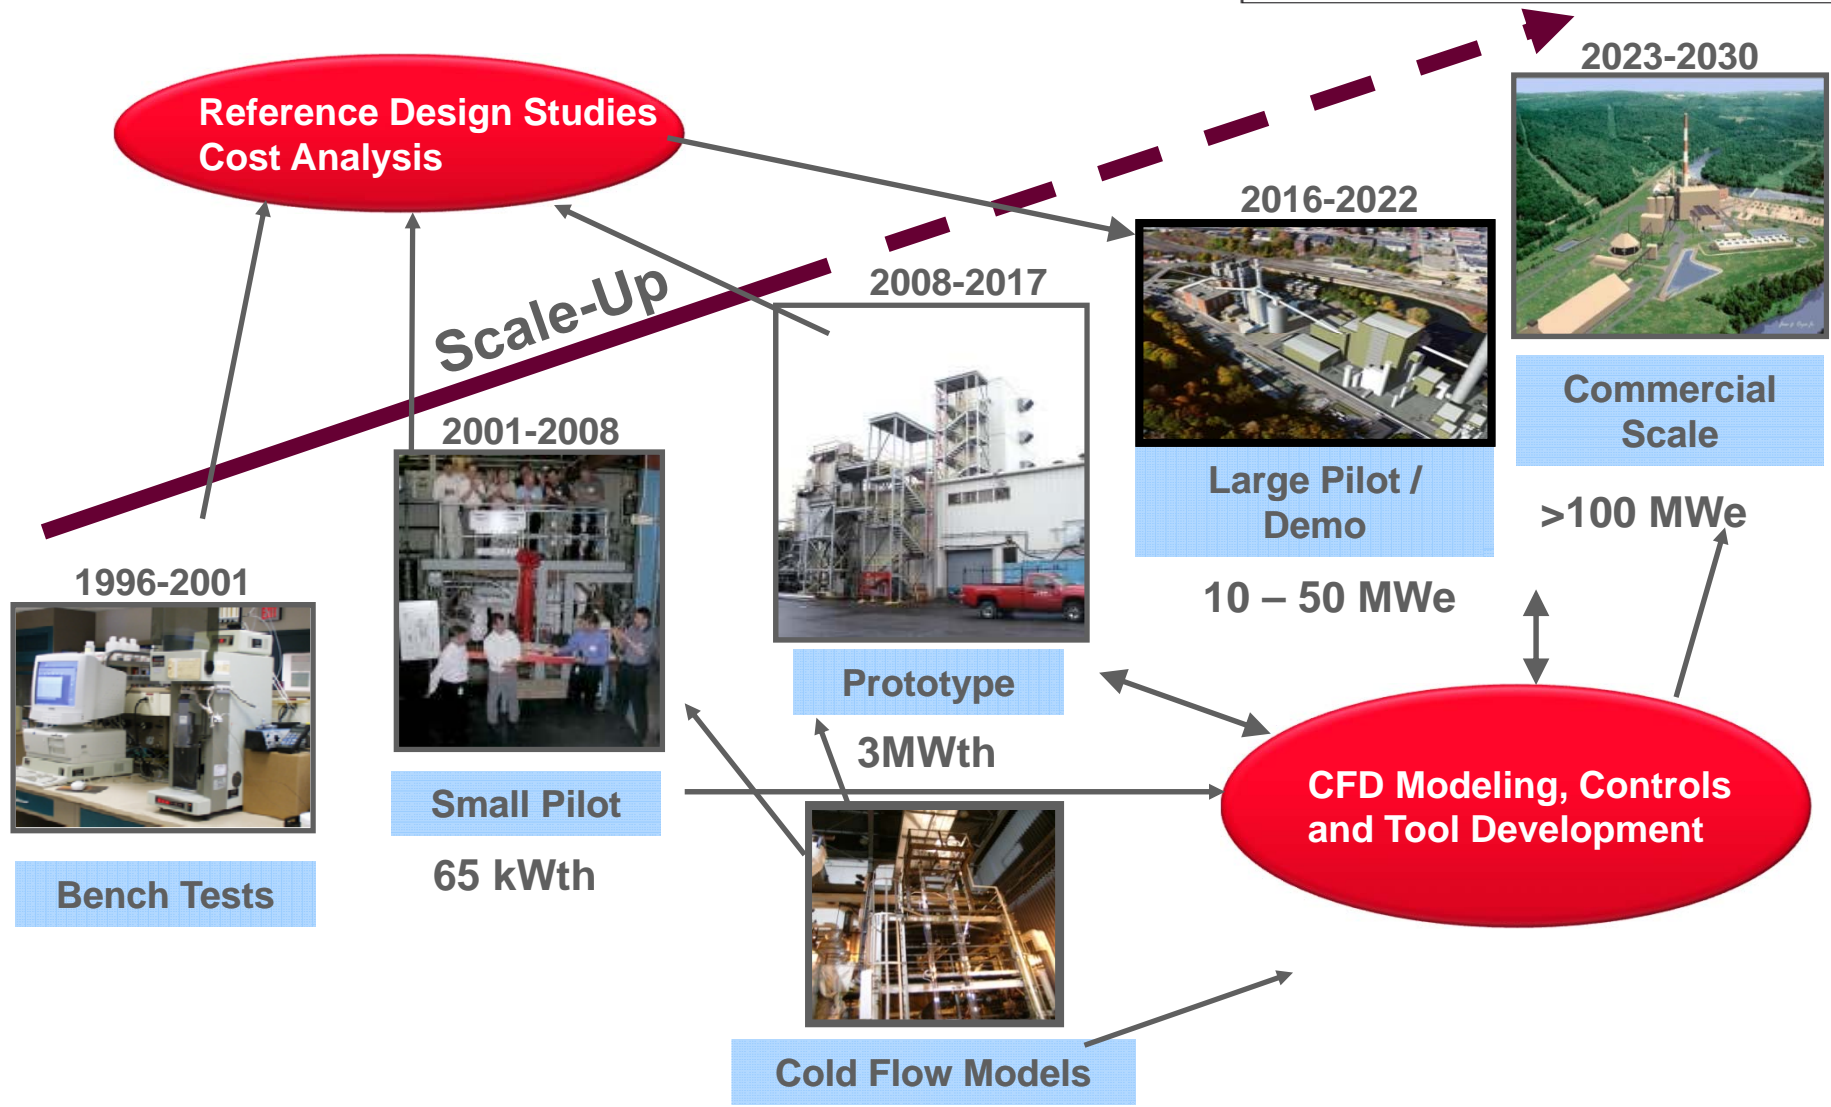 2023-2030
Reference Design Studies
Cost Analysis
2016-2022
2008-2017
Scale-Up
Commercial
Scale
2001-2008
Large Pilot /
Demo
>100 MWe
1996-2001
10 – 50 MWe
Prototype
3MWth
Small Pilot
CFD Modeling, Controls
and Tool Development
65 kWth
Bench Tests
Cold Flow Models